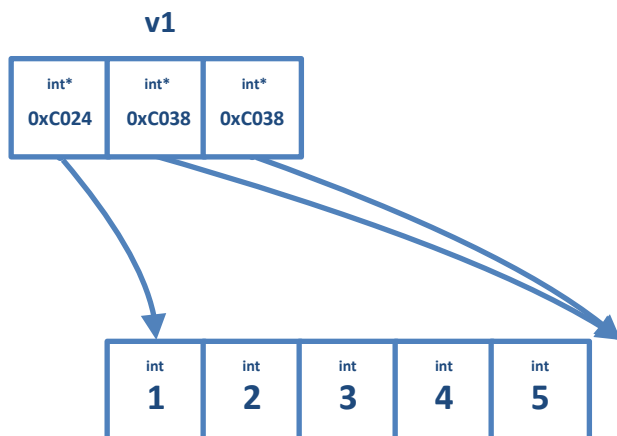 v1
int* int* int*
0xC024 0xC038 0xC038
int int int int int
1 2 3 4 5